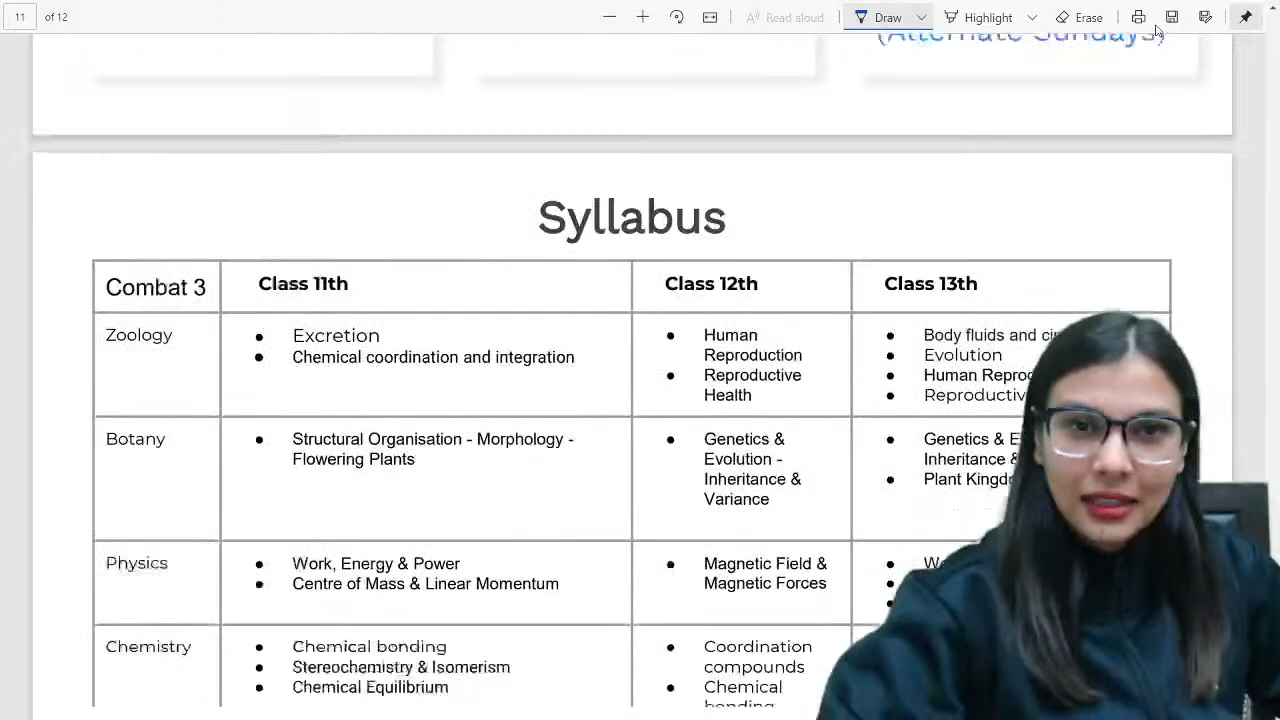 11 of 12 Read aloud Draw Highlight Erase
(Alternate Sundays)
Syllabus
Combat 3 Class 11th Class 12th Class 13th
Zoology
Excretion
Chemical coordination and integration
Human
Reproduction
Reproductive
Health
Body fluids and
Evolution
Human
Botany
Structural Organisation - Morphology -
Flowering Plants
Genetics &
Evolution -
Inheritance &
Variance
Genetics &
Inheritance &
Plant
Physics
Work, Energy & Power
Centre of Mass & Linear Momentum
Magnetic Field &
Magnetic Forces
Chemistry
Chemical bonding
Stereochemistry & Isomerism
Chemical Equilibrium
Coordination
compounds
Chemical
bonding